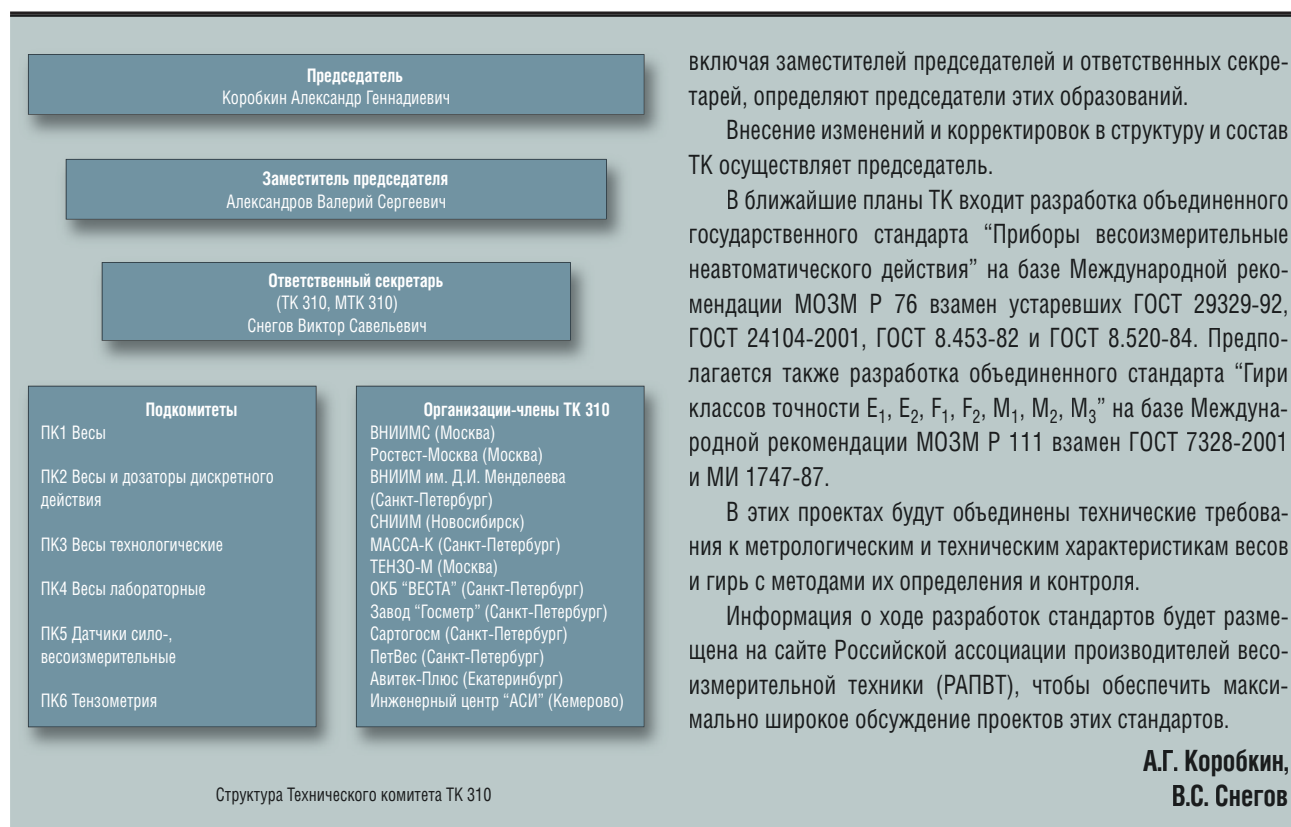 Председатель
Коробкин Александр Геннадиевич
Заместитель председателя
Александров Валерий Сергеевич
Ответственный секретарь
(ТК 310, МТК 310)
Снегов Виктор Савельевич
Подкомитеты
ПК1 Весы
ПК2 Весы и дозаторы дискретного
действия
ПК3 Весы технологические
ПК4 Весы лабораторные
ПК5 Датчики сило-,
весоизмерительные
ПК6 Тензометрия
Организации-члены ТК 310
ВНИИМС (Москва)
Ростест-Москва (Москва)
ВНИИМ им. Д.И. Менделеева
(Санкт-Петербург)
СНИИМ (Новосибирск)
МАССА-К (Санкт-Петербург)
ТЕНЗО-М (Москва)
ОКБ “ВЕСТА” (Санкт-Петербург)
Завод “Госметр” (Санкт-Петербург)
Сартогосм (Санкт-Петербург)
ПетВес (Санкт-Петербург)
Авитек-Плюс (Екатеринбург)
Инженерный центр “АСИ” (Кемерово)
Структура Технического комитета ТК 310
включая заместителей председателей и ответственных секре-
тарей, определяют председатели этих образований.
Внесение изменений и корректировок в структуру и состав
ТК осуществляет председатель.
В ближайшие планы ТК входит разработка объединенного
государственного стандарта “Приборы весоизмерительные
неавтоматического действия” на базе Международной реко-
мендации МОЗМ Р 76 взамен устаревших ГОСТ 29329-92,
ГОСТ 24104-2001, ГОСТ 8.453-82 и ГОСТ 8.520-84. Предпо-
лагается также разработка объединенного стандарта “Гири
классов точности E₁, E₂, F₁, F₂, M₁, M₂, M₃” на базе Междуна-
родной рекомендации МОЗМ Р 111 взамен ГОСТ 7328-2001
и МИ 1747-87.
В этих проектах будут объединены технические требова-
ния к метрологическим и техническим характеристикам весов
и гирь с методами их определения и контроля.
Информация о ходе разработок стандартов будет разме-
щена на сайте Российской ассоциации производителей весо-
измерительной техники (РАПВТ), чтобы обеспечить макси-
мально широкое обсуждение проектов этих стандартов.
А.Г. Коробкин,
В.С. Снегов